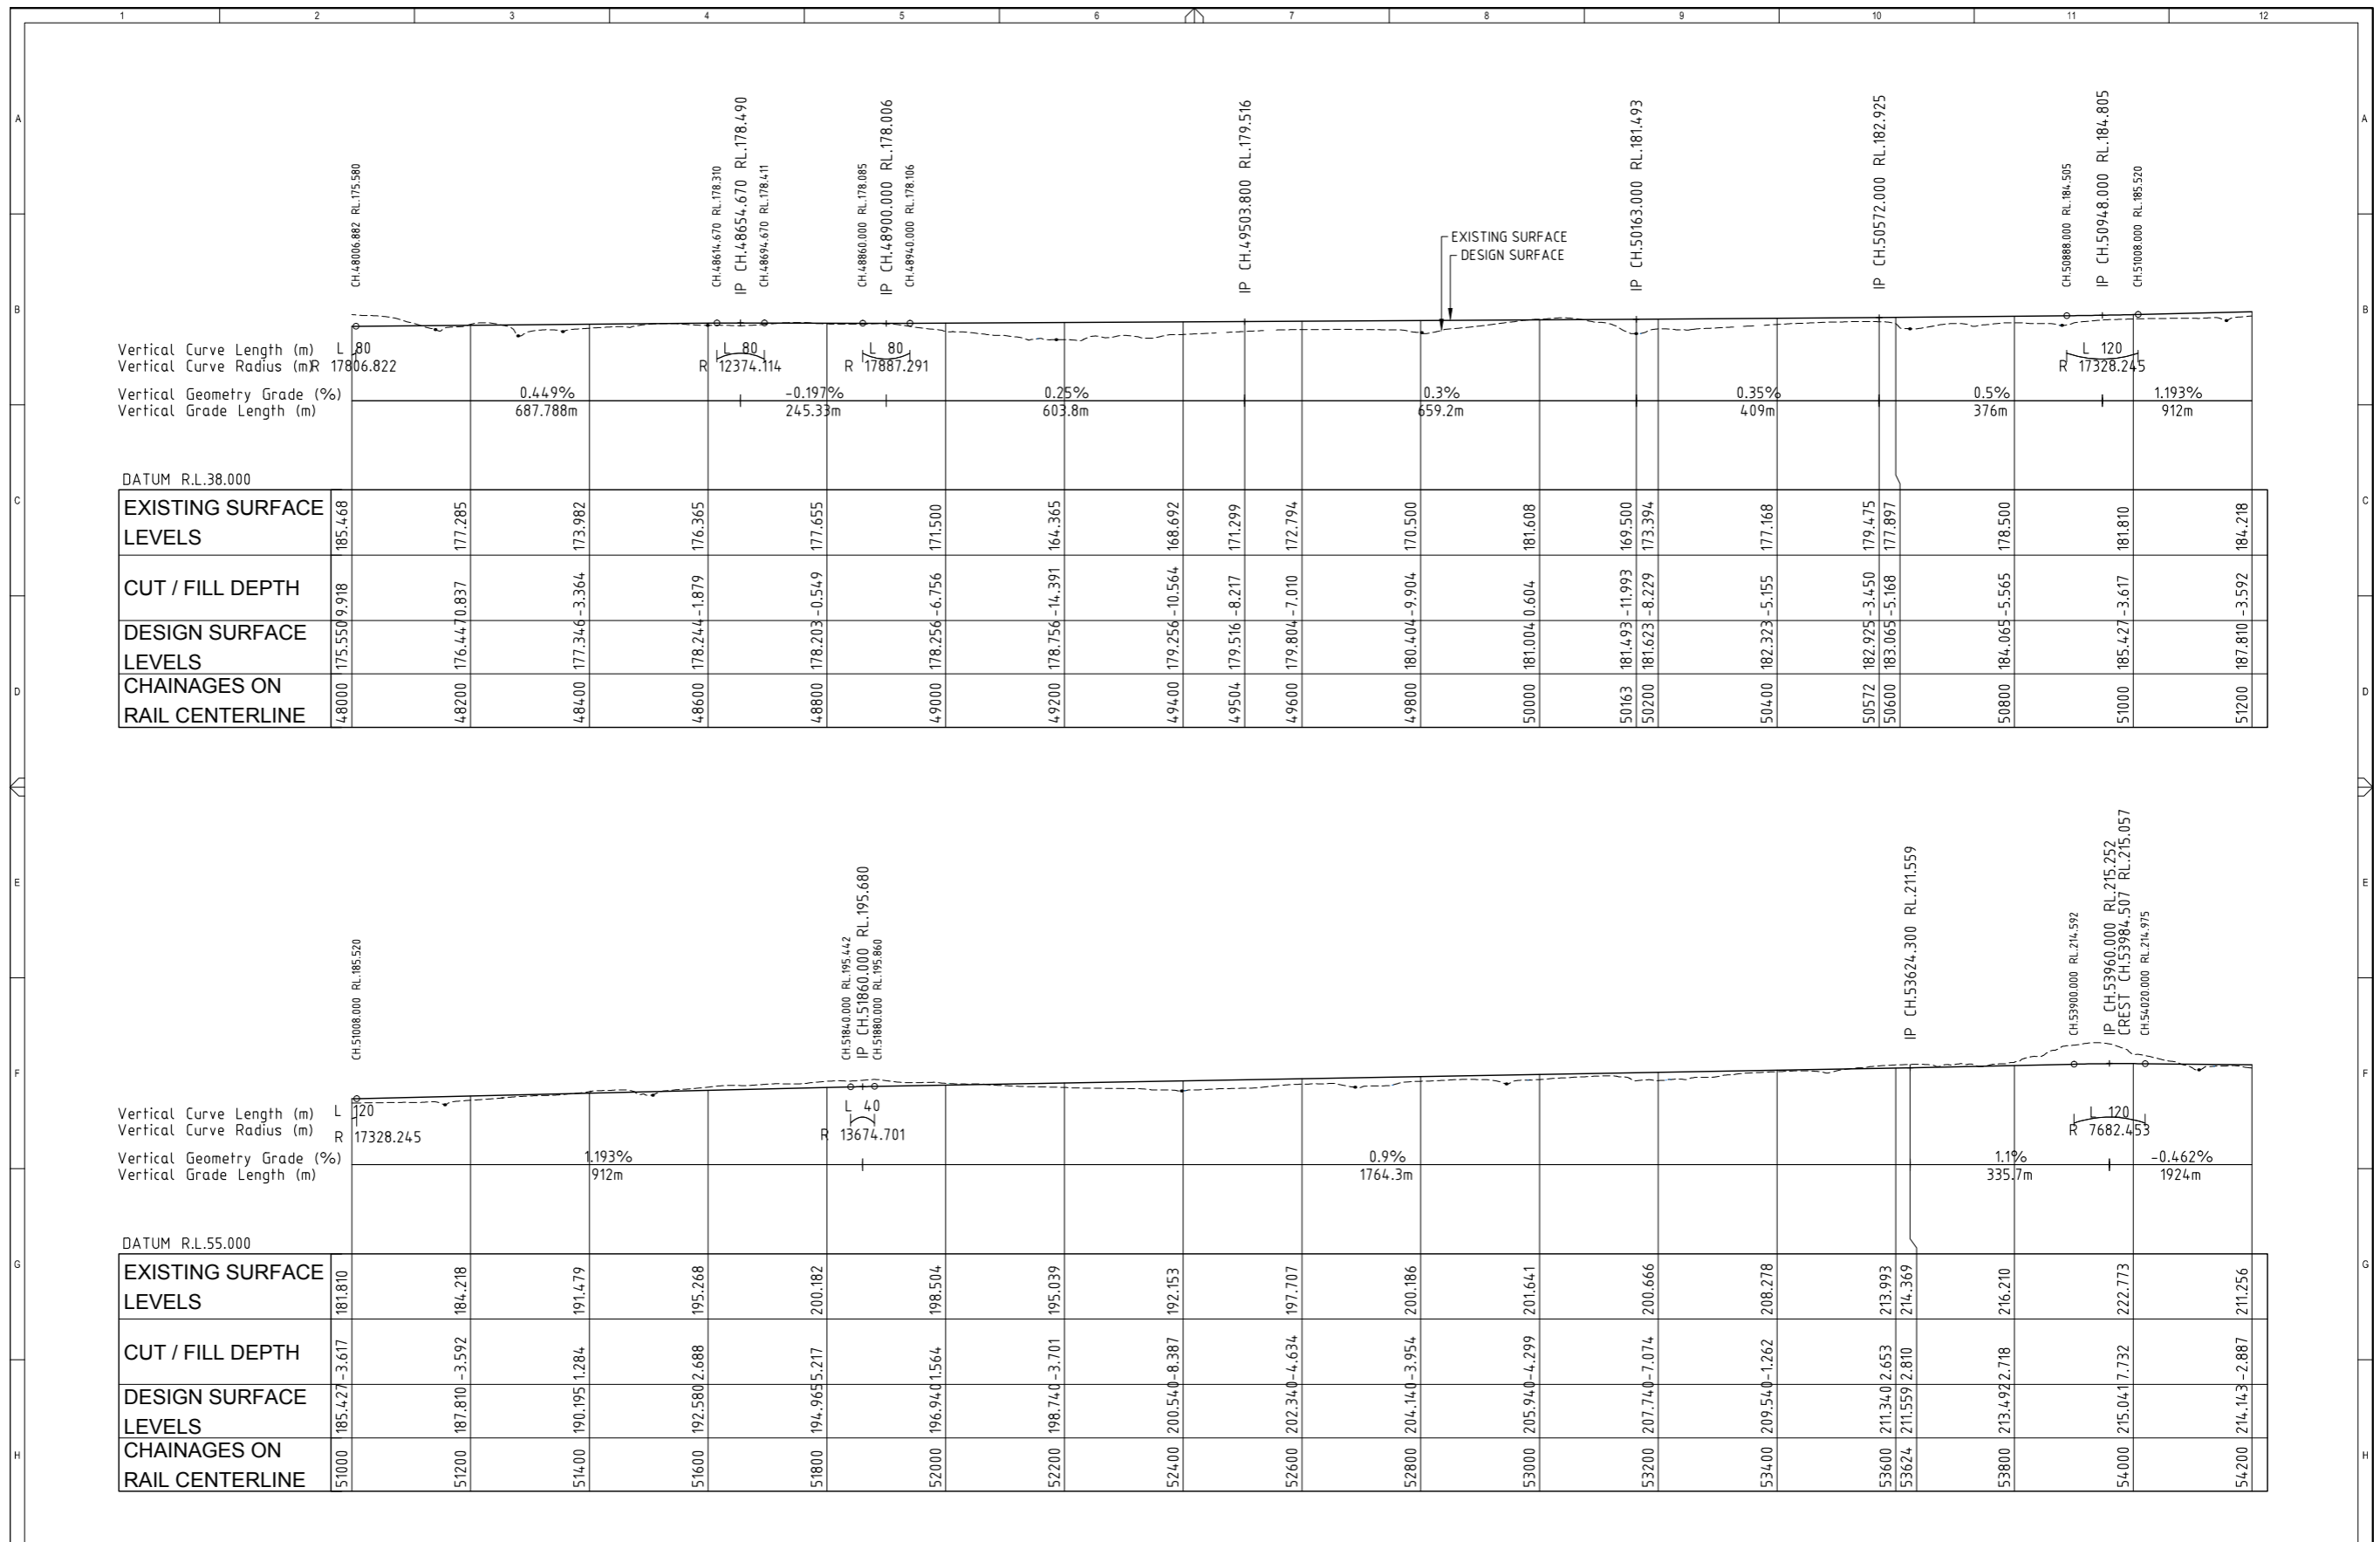 1 2 3 4 5 6 7 8 9 10 11 12
A A
CH.48006.882 RL.175.580
CH.48614.670 RL.178.310
IP CH.48654.670 RL.178.490
CH.48694.670 RL.178.411
CH.48860.000 RL.178.085
IP CH.48900.000 RL.178.006
CH.48940.000 RL.178.106
IP CH.49503.800 RL.179.516
IP CH.50163.000 RL.181.493
IP CH.50572.000 RL.182.925
CH.50888.000 RL.184.505
IP CH.50948.000 RL.184.805
CH.51008.000 RL.185.520
EXISTING SURFACE
DESIGN SURFACE
B B
Vertical Curve Length (m) L 80 L 80 L 80 L 120
Vertical Curve Radius (m) R 17806.822 R 12374.114 R 17887.291 R 17328.245
Vertical Geometry Grade (%) 0.449% -0.197% 0.25% 0.3% 0.35% 0.5% 1.193%
Vertical Grade Length (m) 687.788m 245.33m 603.8m 659.2m 409m 376m 912m
DATUM R.L.38.000
C C
EXISTING SURFACE LEVELS 185.468 177.285 173.982 176.365 177.655 171.500 164.365 168.692 171.299 172.794 170.500 181.608 169.500 173.394 177.168 179.475 177.897 178.500 181.810 184.218
CUT / FILL DEPTH 9.918 0.837 -3.364 -1.879 -0.549 -6.756 -14.391 -10.564 -8.217 -7.010 -9.904 0.604 -11.993 -8.229 -5.155 -3.450 -5.168 -5.565 -3.617 -3.592
DESIGN SURFACE LEVELS 175.550 176.447 177.346 178.244 178.203 178.256 178.756 179.256 179.516 179.804 180.404 181.004 181.493 181.623 182.323 182.925 183.065 184.065 185.427 187.810
D D
CHAINAGES ON RAIL CENTERLINE 48000 48200 48400 48600 48800 49000 49200 49400 49504 49600 49800 50000 50163 50200 50400 50572 50600 50800 51000 51200
E E
CH.51008.000 RL.185.520
CH.51840.000 RL.195.442
IP CH.51860.000 RL.195.680
CH.51880.000 RL.195.860
IP CH.53624.300 RL.211.559
CH.53900.000 RL.214.592
IP CH.53960.000 RL.215.252
CREST CH.53984.507 RL.215.057
CH.54020.000 RL.214.975
F F
Vertical Curve Length (m) L 120 L 40 L 120
Vertical Curve Radius (m) R 17328.245 R 13674.701 R 7682.453
Vertical Geometry Grade (%) 1.193% 0.9% 1.1% -0.462%
Vertical Grade Length (m) 912m 1764.3m 335.7m 1924m
DATUM R.L.55.000
G G
EXISTING SURFACE LEVELS 181.810 184.218 191.479 195.268 200.182 198.504 195.039 192.153 197.707 200.186 201.641 200.666 208.278 213.993 214.369 216.210 222.773 211.256
CUT / FILL DEPTH -3.617 -3.592 1.284 2.688 5.217 1.564 -3.701 -8.387 -4.634 -3.954 -4.299 -7.074 -1.262 2.653 2.810 2.718 7.732 -2.887
DESIGN SURFACE LEVELS 185.427 187.810 190.195 192.580 194.965 196.940 198.740 200.540 202.340 204.140 205.940 207.740 209.540 211.340 211.559 213.492 215.041 214.143
H H
CHAINAGES ON RAIL CENTERLINE 51000 51200 51400 51600 51800 52000 52200 52400 52600 52800 53000 53200 53400 53600 53624 53800 54000 54200